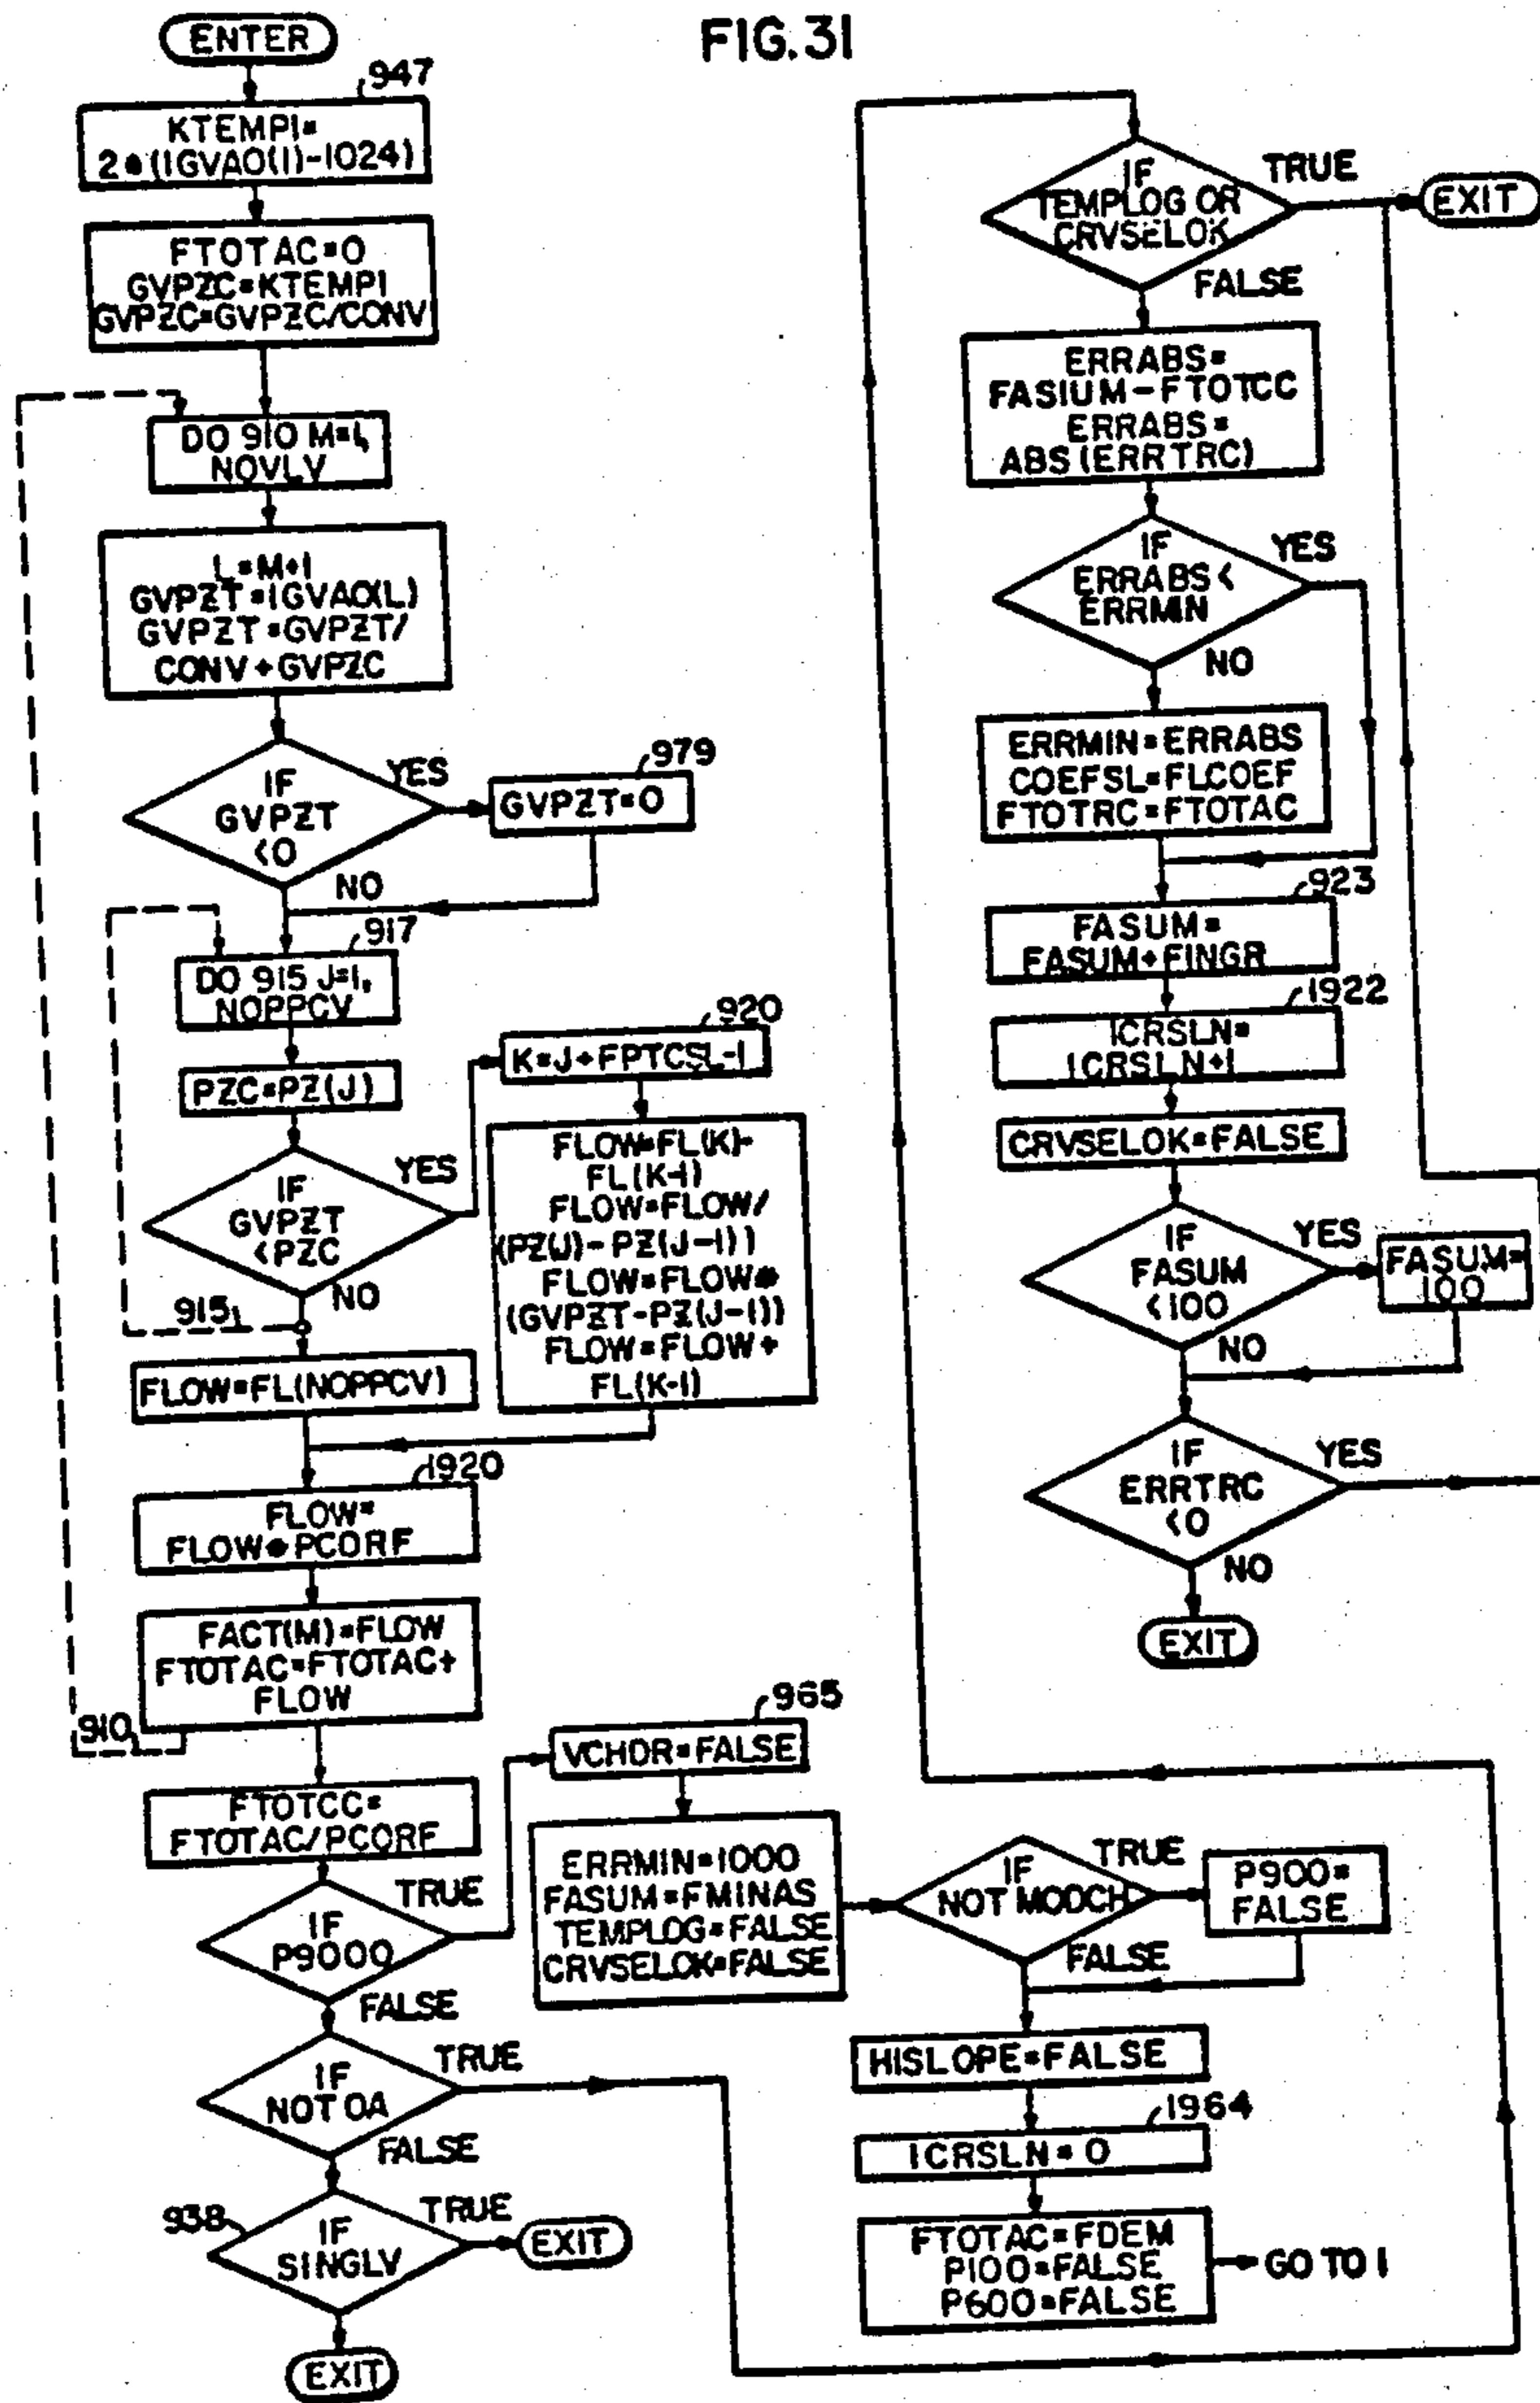 FIG.31
ENTER
947
KTEMPI=
2*(IGVAO(1)-1024)
FTOTAC=0
GVPZC=KTEMPI
GVPZC=GVPZC/CONV
DO 910 M=1,
NOVLV
L=M+1
GVPZT=IGVAO(L)
GVPZT=GVPZT/
CONV+GVPZC
IF
GVPZT
<0
YES
979
GVPZT=0
NO
917
DO 915 J=1,
NOPPCV
PZC=PZ(J)
IF
GVPZT
<PZC
YES
920
K=J+FPTCSL-1
FLOW=FL(K)-
FL(K-1)
FLOW=FLOW/
(PZ(J)-PZ(J-1))
FLOW=FLOW*
(GVPZT-PZ(J-1))
FLOW=FLOW+
FL(K-1)
NO
915
FLOW=FL(NOPPCV)
1920
FLOW=
FLOW*PCORF
FACT(M)=FLOW
FTOTAC=FTOTAC+
FLOW
910
FTOTCC=
FTOTAC/PCORF
IF
P9000
TRUE
FALSE
IF
NOT OA
TRUE
FALSE
938
IF
SINGLV
TRUE
EXIT
EXIT
965
VCHOR=FALSE
ERRMIN=1000
FASUM=FMINAS
TEMPLOG=FALSE
CRVSELOK=FALSE
IF
NOT MODCH
TRUE
P900=
FALSE
FALSE
HISLOPE=FALSE
1964
ICRSLN=0
FTOTAC=FDEM
P100=FALSE
P600=FALSE
GO TO 1
IF
TEMPLOG OR
CRVSELOK
TRUE
EXIT
FALSE
ERRABS=
FASIUM-FTOTCC
ERRABS=
ABS(ERRTRC)
IF
ERRABS<
ERRMIN
YES
NO
ERRMIN=ERRABS
COEFSL=FLCOEF
FTOTRC=FTOTAC
923
FASUM=
FASUM+FINGR
1922
ICRSLN=
ICRSLN+1
CRVSELOK=FALSE
IF
FASUM
<100
YES
FASUM=
100
NO
IF
ERRTRC
<0
YES
NO
EXIT